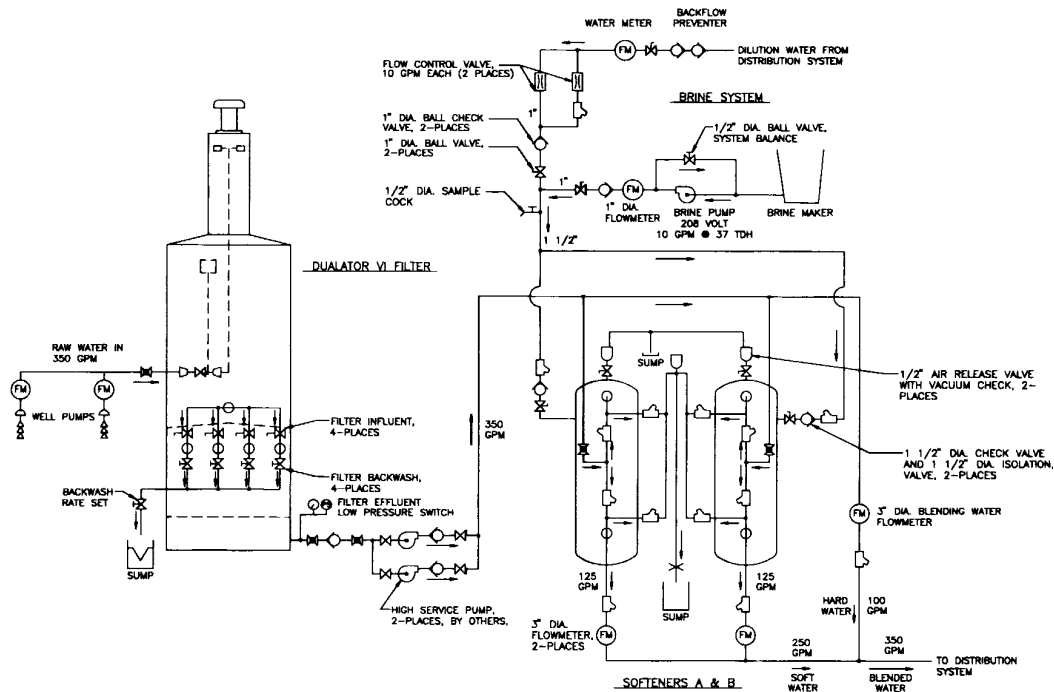 WATER METER
BACKFLOW
PREVENTER
FM
DILUTION WATER FROM
DISTRIBUTION SYSTEM
FLOW CONTROL VALVE,
10 GPM EACH (2 PLACES)
BRINE SYSTEM
1"
1" DIA. BALL CHECK
VALVE, 2-PLACES
1" DIA. BALL VALVE,
2-PLACES
1/2" DIA. BALL VALVE,
SYSTEM BALANCE
1/2" DIA. SAMPLE
COCK
1"
FM
1" DIA.
FLOWMETER
BRINE PUMP
208 VOLT
10 GPM @ 37 TDH
BRINE MAKER
1 1/2"
DUALATOR VI FILTER
RAW WATER IN
350 GPM
FM
FM
WELL PUMPS
SUMP
1/2" AIR RELEASE VALVE
WITH VACUUM CHECK, 2-
PLACES
350
GPM
FILTER INFLUENT,
4-PLACES
1 1/2" DIA. CHECK VALVE
AND 1 1/2" DIA. ISOLATION,
VALVE, 2-PLACES
FILTER BACKWASH,
4-PLACES
BACKWASH
RATE SET
FILTER EFFLUENT
LOW PRESSURE SWITCH
FM
3" DIA. BLENDING WATER
FLOWMETER
SUMP
125
GPM
125
GPM
HIGH SERVICE PUMP,
2-PLACES, BY OTHERS.
SUMP
HARD
WATER
100
GPM
3" DIA.
FLOWMETER,
2-PLACES
FM
FM
250
GPM
350
GPM
TO DISTRIBUTION
SYSTEM
SOFT
WATER
BLENDED
WATER
SOFTENERS A & B